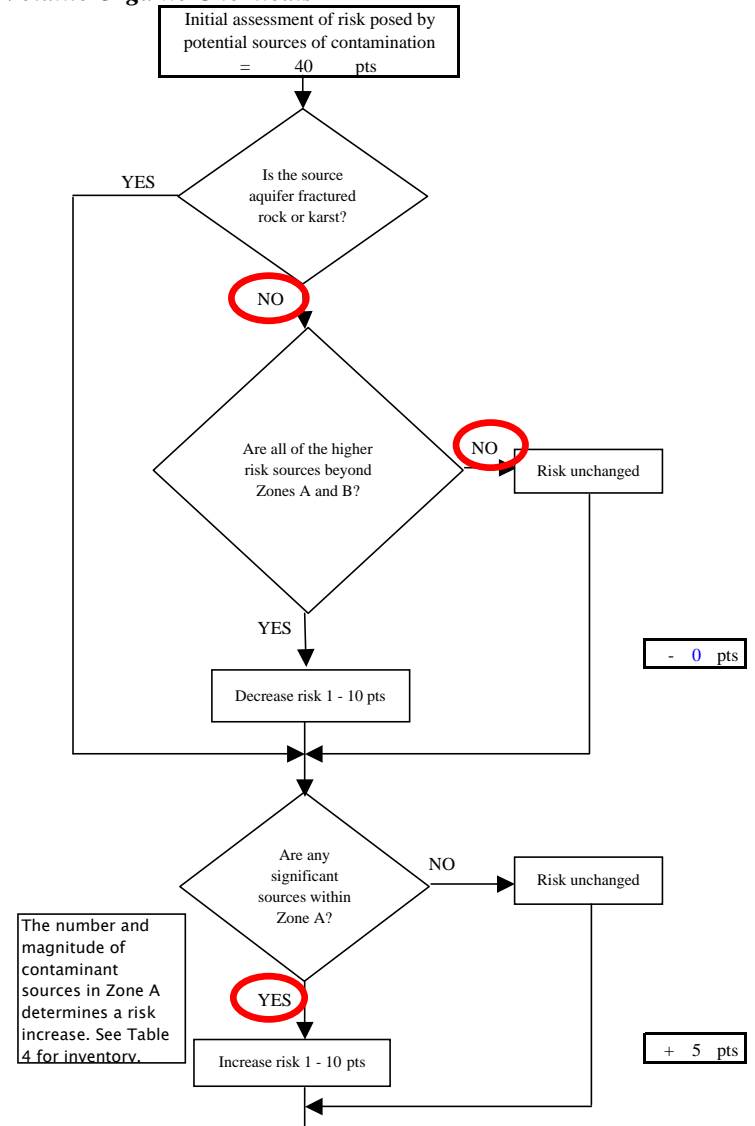 Initial assessment of risk posed by
potential sources of contamination
= 40 pts
Is the source
aquifer fractured
rock or karst?
YES
NO
Are all of the higher
risk sources beyond
Zones A and B?
NO
Risk unchanged
YES
- 0 pts
Decrease risk 1 - 10 pts
Are any
significant
sources within
Zone A?
NO
Risk unchanged
The number and
magnitude of
contaminant
sources in Zone A
determines a risk
increase. See Table
4 for inventory.
YES
Increase risk 1 - 10 pts
+ 5 pts